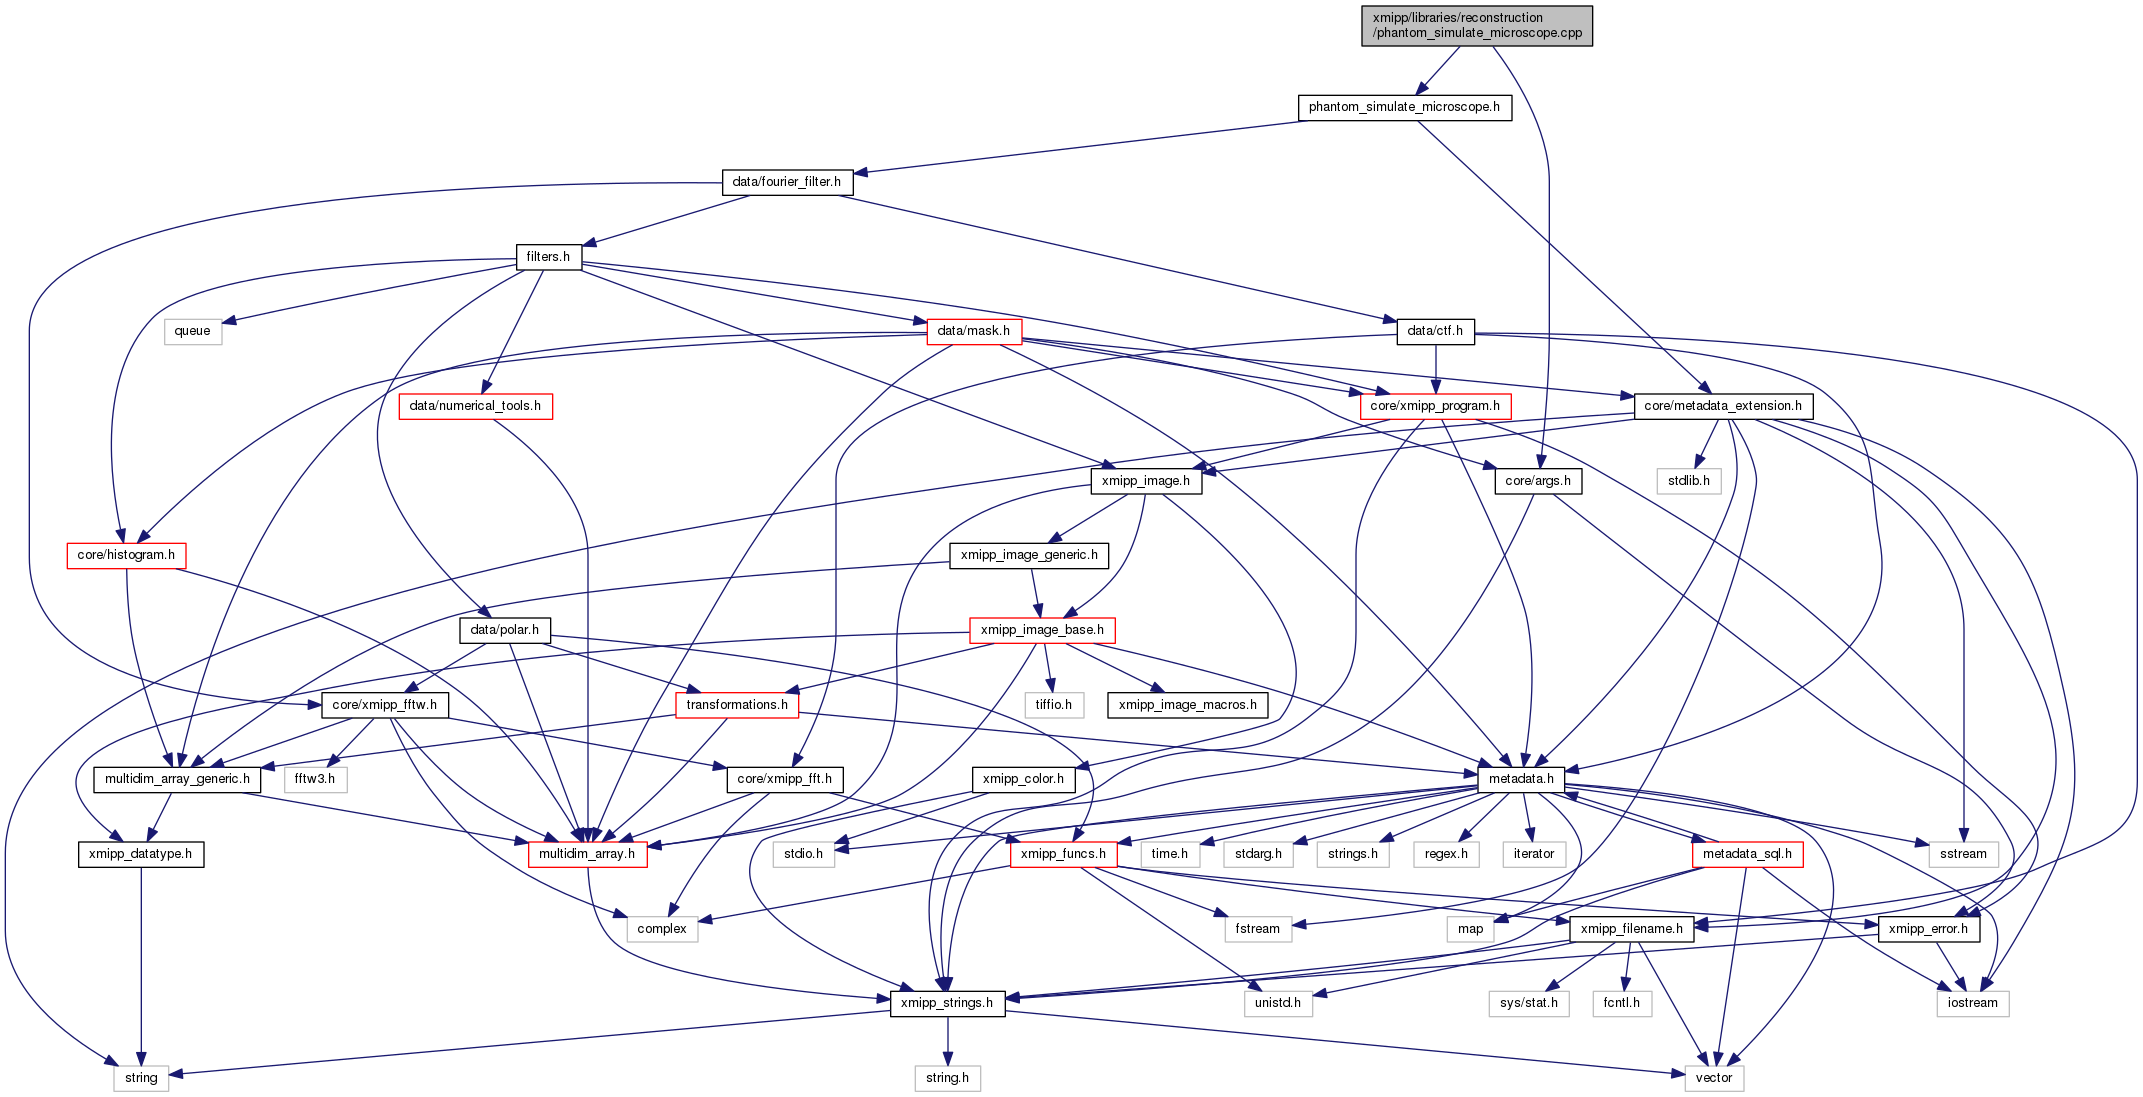 xmipp/libraries/reconstruction
/phantom_simulate_microscope.cpp
phantom_simulate_microscope.h
data/fourier_filter.h
filters.h
queue
data/mask.h
data/ctf.h
data/numerical_tools.h
core/xmipp_program.h
core/metadata_extension.h
xmipp_image.h
core/args.h
stdlib.h
core/histogram.h
xmipp_image_generic.h
data/polar.h
xmipp_image_base.h
core/xmipp_fftw.h
transformations.h
tiffio.h
xmipp_image_macros.h
multidim_array_generic.h
fftw3.h
core/xmipp_fft.h
xmipp_color.h
metadata.h
xmipp_datatype.h
multidim_array.h
stdio.h
xmipp_funcs.h
time.h
stdarg.h
strings.h
regex.h
iterator
metadata_sql.h
sstream
complex
fstream
map
xmipp_filename.h
xmipp_error.h
xmipp_strings.h
unistd.h
sys/stat.h
fcntl.h
iostream
string
string.h
vector